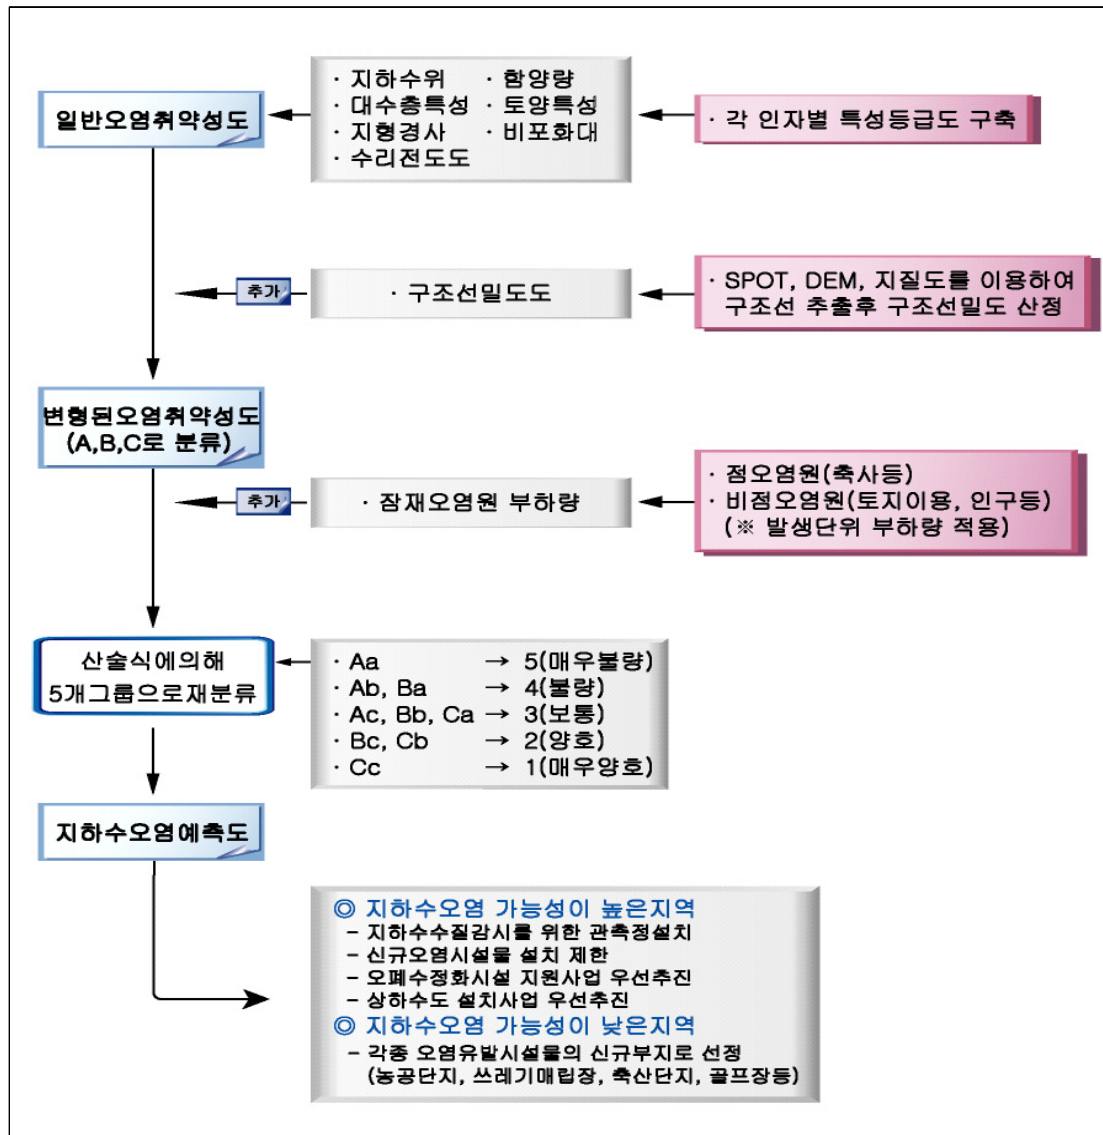 일반오염취약성도
· 지하수위 · 함양량
· 대수층특성 · 토양특성
· 지형경사 · 비포화대
· 수리전도도
· 각 인자별 특성등급도 구축
추가
· 구조선밀도도
· SPOT, DEM, 지질도를 이용하여
구조선 추출후 구조선밀도 산정
변형된오염취약성도
(A,B,C로 분류)
추가
· 잠재오염원 부하량
· 점오염원(축사등)
· 비점오염원(토지이용, 인구등)
(※ 발생단위 부하량 적용)
산술식에의해
5개그룹으로재분류
· Aa → 5(매우불량)
· Ab, Ba → 4(불량)
· Ac, Bb, Ca → 3(보통)
· Bc, Cb → 2(양호)
· Cc → 1(매우양호)
지하수오염예측도
◎ 지하수오염 가능성이 높은지역
– 지하수수질감시를 위한 관측정설치
– 신규오염시설물 설치 제한
– 오폐수정화시설 지원사업 우선추진
– 상하수도 설치사업 우선추진
◎ 지하수오염 가능성이 낮은지역
– 각종 오염유발시설물의 신규부지로 선정
(농공단지, 쓰레기매립장, 축산단지, 골프장등)